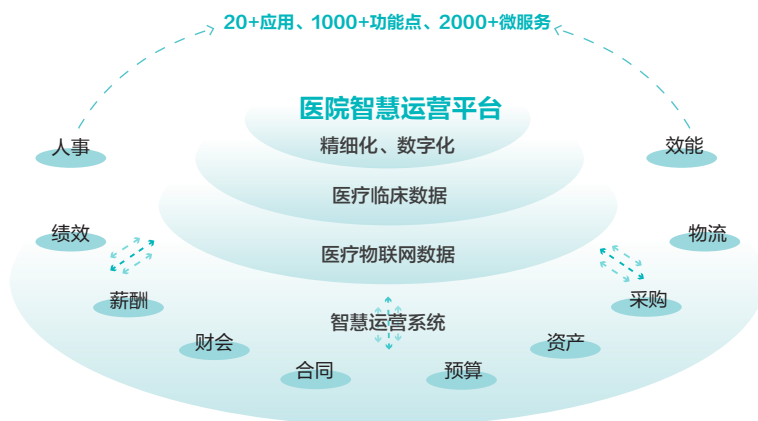 20+应用、1000+功能点、2000+微服务
医院智慧运营平台
精细化、数字化
人事
效能
医疗临床数据
绩效
物流
医疗物联网数据
薪酬
采购
智慧运营系统
财会
资产
合同
预算